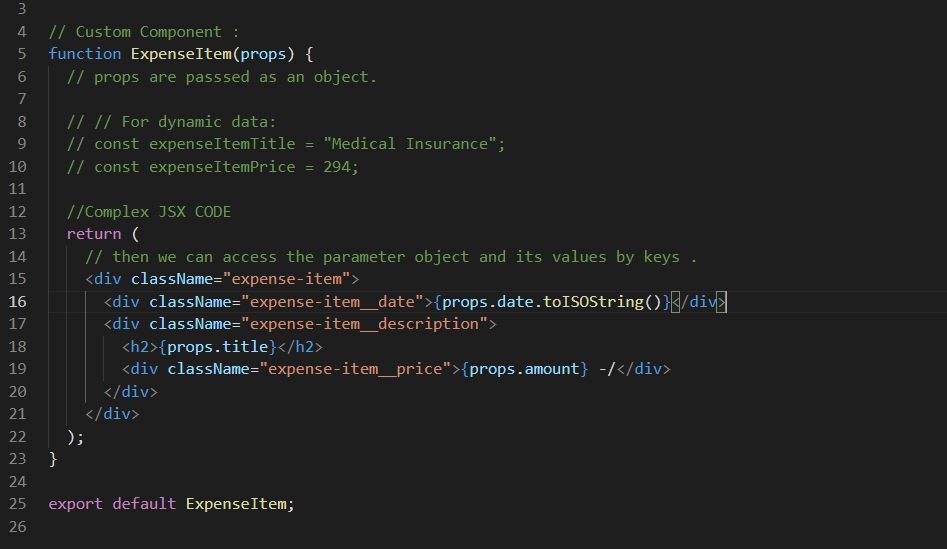 3
4 // Custom Component :
5 function ExpenseItem(props) {
6   // props are passsed as an object.
7
8   // // For dynamic data:
9   // const expenseItemTitle = "Medical Insurance";
10   // const expenseItemPrice = 294;
11
12   //Complex JSX CODE
13   return (
14     // then we can access the parameter object and its values by keys .
15     <div className="expense-item">
16       <div className="expense-item__date">{props.date.toISOString()}</div>
17       <div className="expense-item__description">
18         <h2>{props.title}</h2>
19         <div className="expense-item__price">{props.amount} -/</div>
20       </div>
21     </div>
22   );
23 }
24
25 export default ExpenseItem;
26